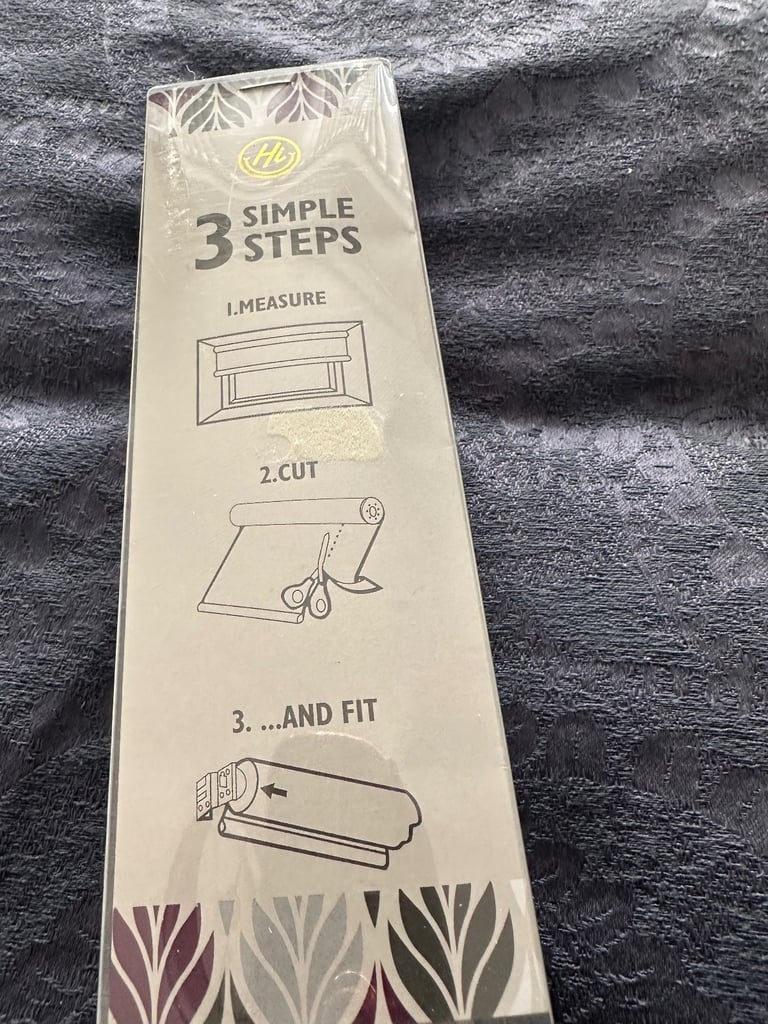 Hi
3 SIMPLE
STEPS
1.MEASURE
2.CUT
3. ...AND FIT